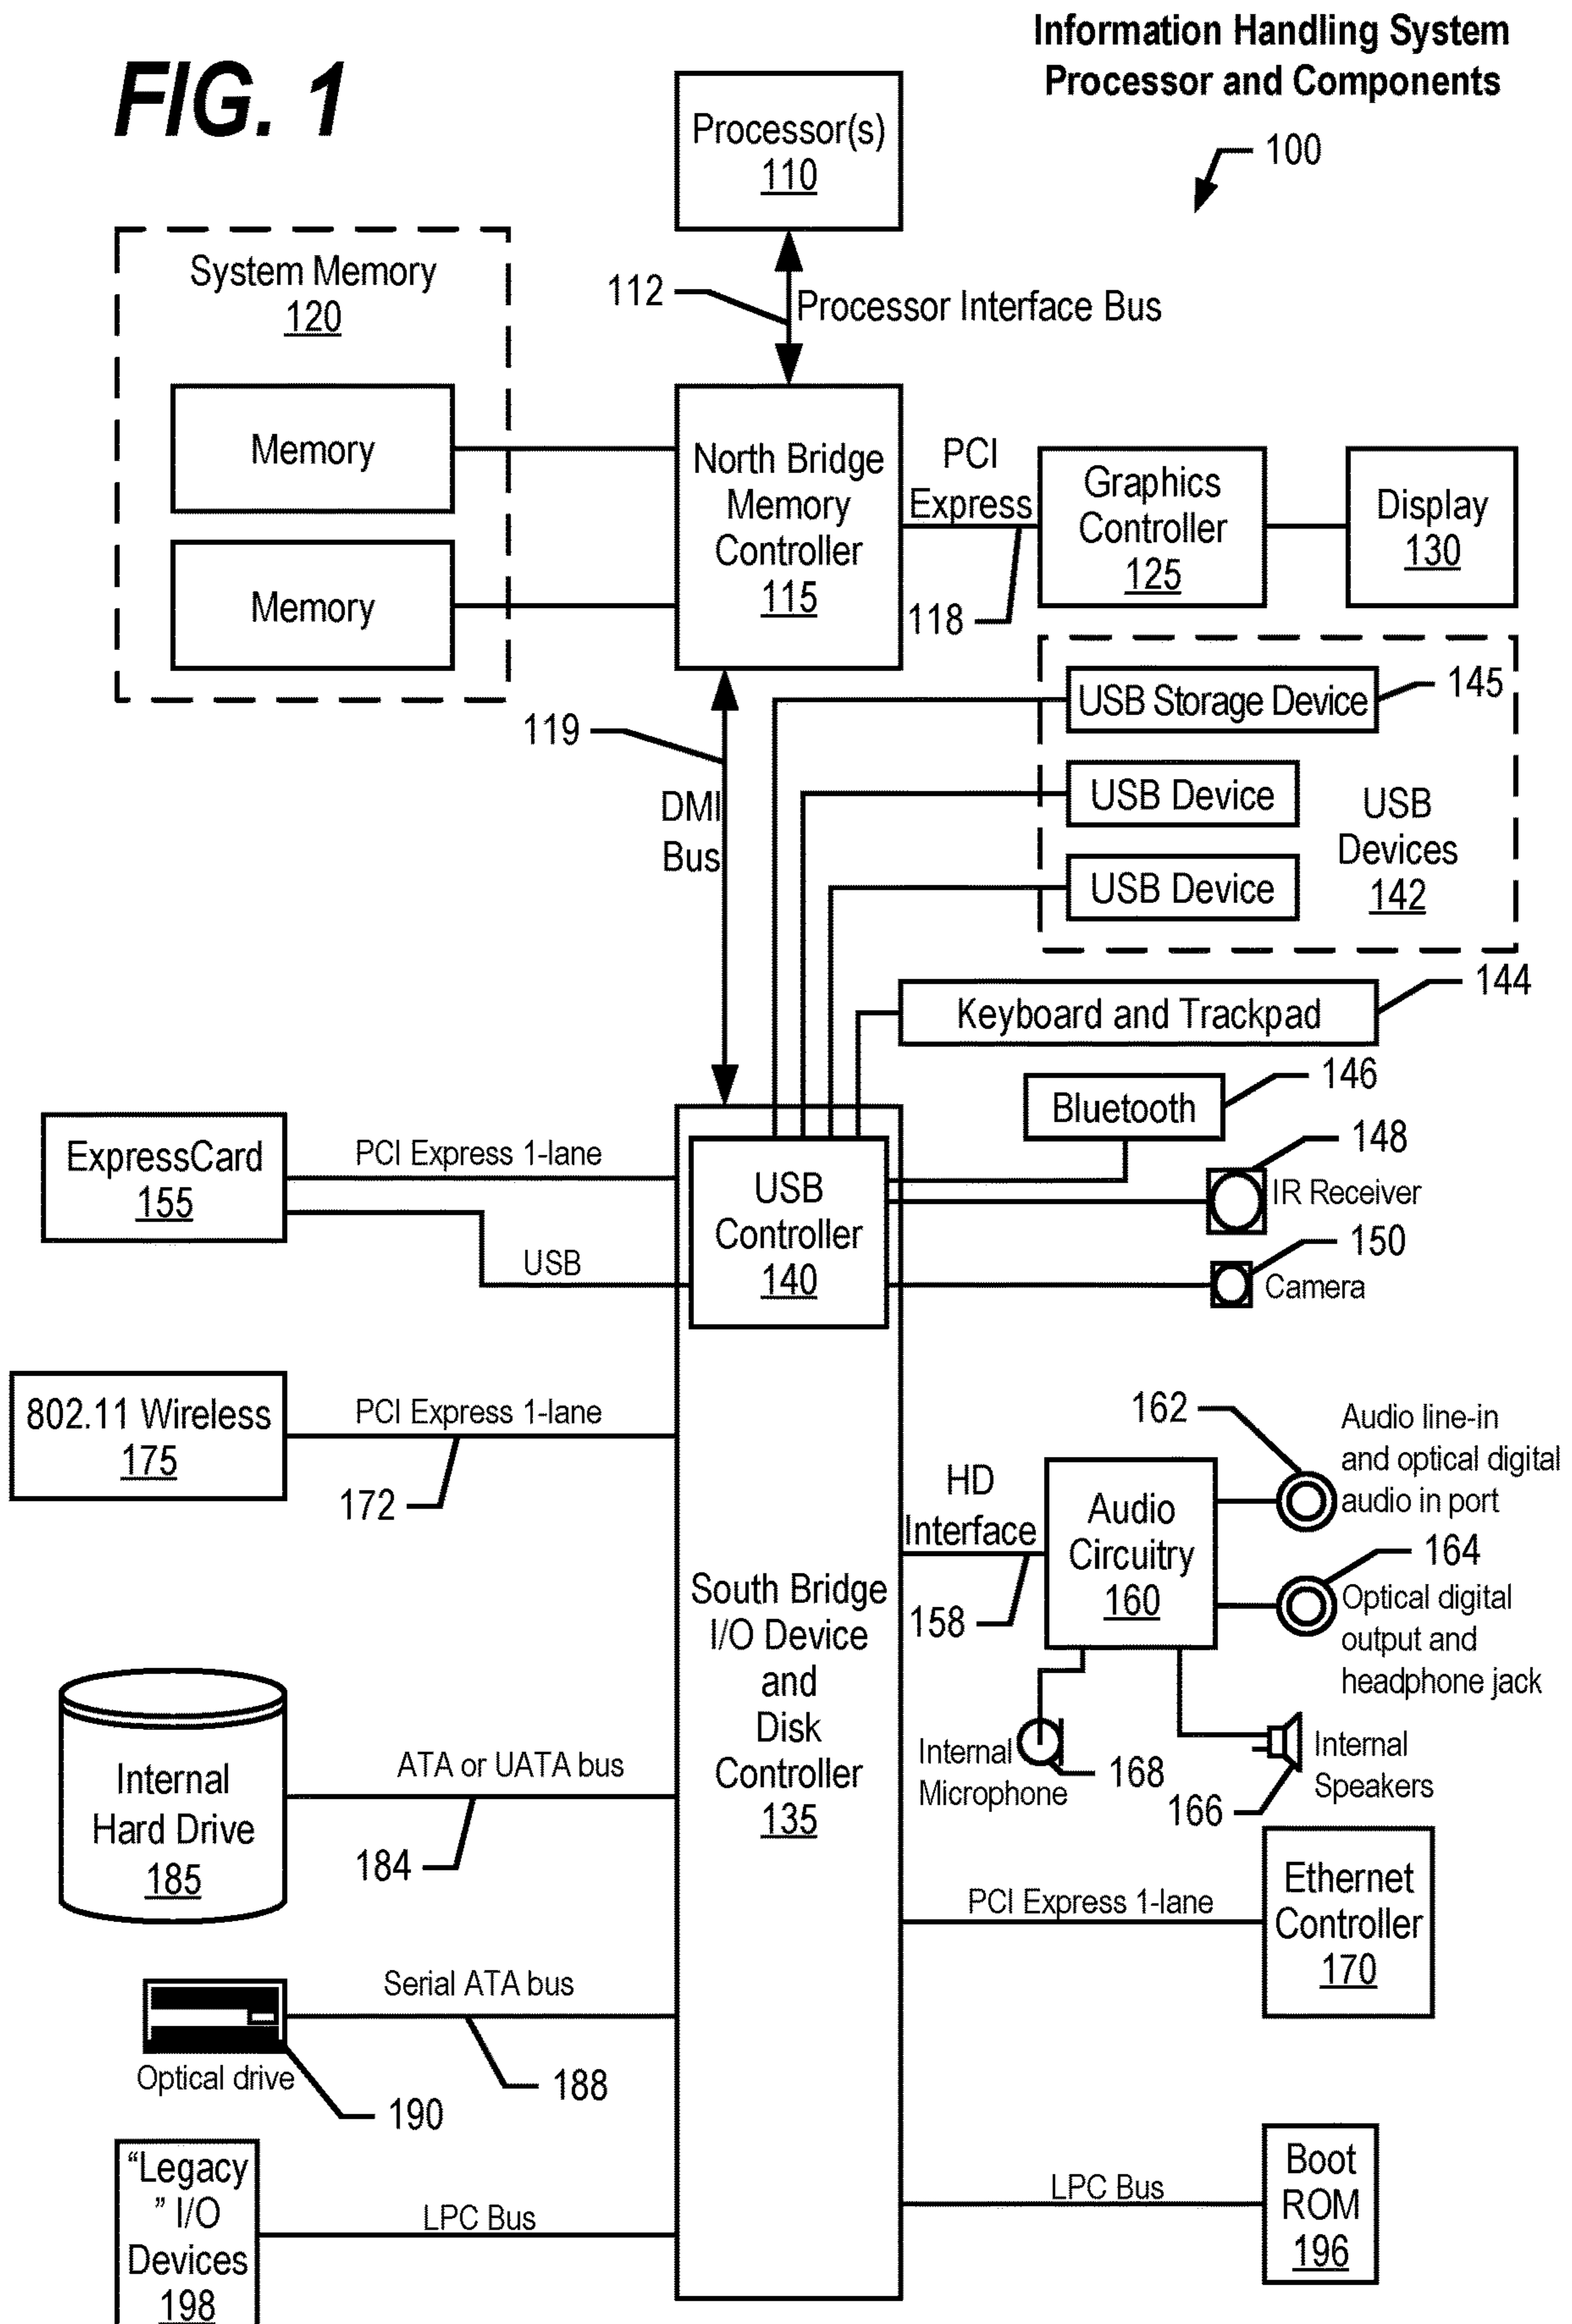 Information Handling System
Processor and Components
FIG. 1
100
Processor(s)
110
System Memory
120
112
Processor Interface Bus
Memory
Memory
North Bridge
Memory
Controller
115
PCI
Express
118
Graphics
Controller
125
Display
130
119
DMI
Bus
USB Storage Device
145
USB Device
USB Device
USB
Devices
142
Keyboard and Trackpad
144
Bluetooth
146
148
IR Receiver
150
Camera
ExpressCard
155
PCI Express 1-lane
USB
USB
Controller
140
802.11 Wireless
175
PCI Express 1-lane
172
162
Audio line-in
and optical digital
audio in port
HD
Interface
158
Audio
Circuitry
160
164
Optical digital
output and
headphone jack
South Bridge
I/O Device
and
Disk
Controller
135
Internal
Microphone
168
166
Internal
Speakers
Internal
Hard Drive
185
ATA or UATA bus
184
PCI Express 1-lane
Ethernet
Controller
170
Serial ATA bus
188
Optical drive
190
“Legacy
” I/O
Devices
198
LPC Bus
LPC Bus
Boot
ROM
196